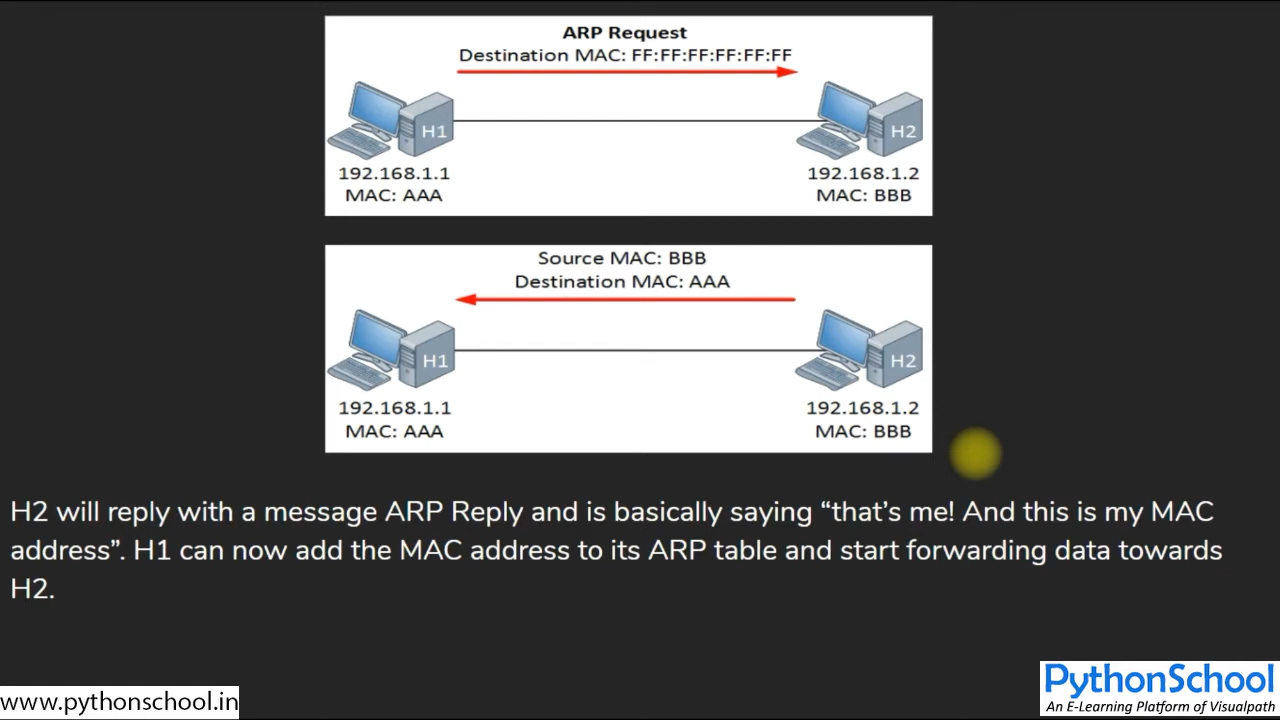 ARP Request
Destination MAC: FF:FF:FF:FF:FF:FF
H1
H2
192.168.1.1
192.168.1.2
MAC: AAA
MAC: BBB
Source MAC: BBB
Destination MAC: AAA
H1
H2
192.168.1.1
192.168.1.2
MAC: AAA
MAC: BBB
H2 will reply with a message ARP Reply and is basically saying “that’s me! And this is my MAC
address”. H1 can now add the MAC address to its ARP table and start forwarding data towards
H2.
www.pythonschool.in
PythonSchool
An E-Learning Platform of Visualpath